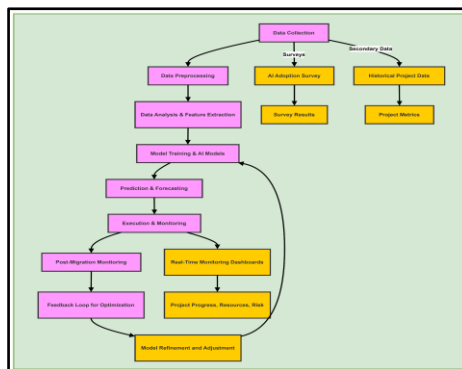 Data Collection
Surveys
Secondary Data
Data Preprocessing
AI Adoption Survey
Historical Project Data
Data Analysis & Feature Extraction
Survey Results
Project Metrics
Model Training & AI Models
Prediction & Forecasting
Execution & Monitoring
Post-Migration Monitoring
Real-Time Monitoring Dashboards
Feedback Loop for Optimization
Project Progress, Resources, Risk
Model Refinement and Adjustment